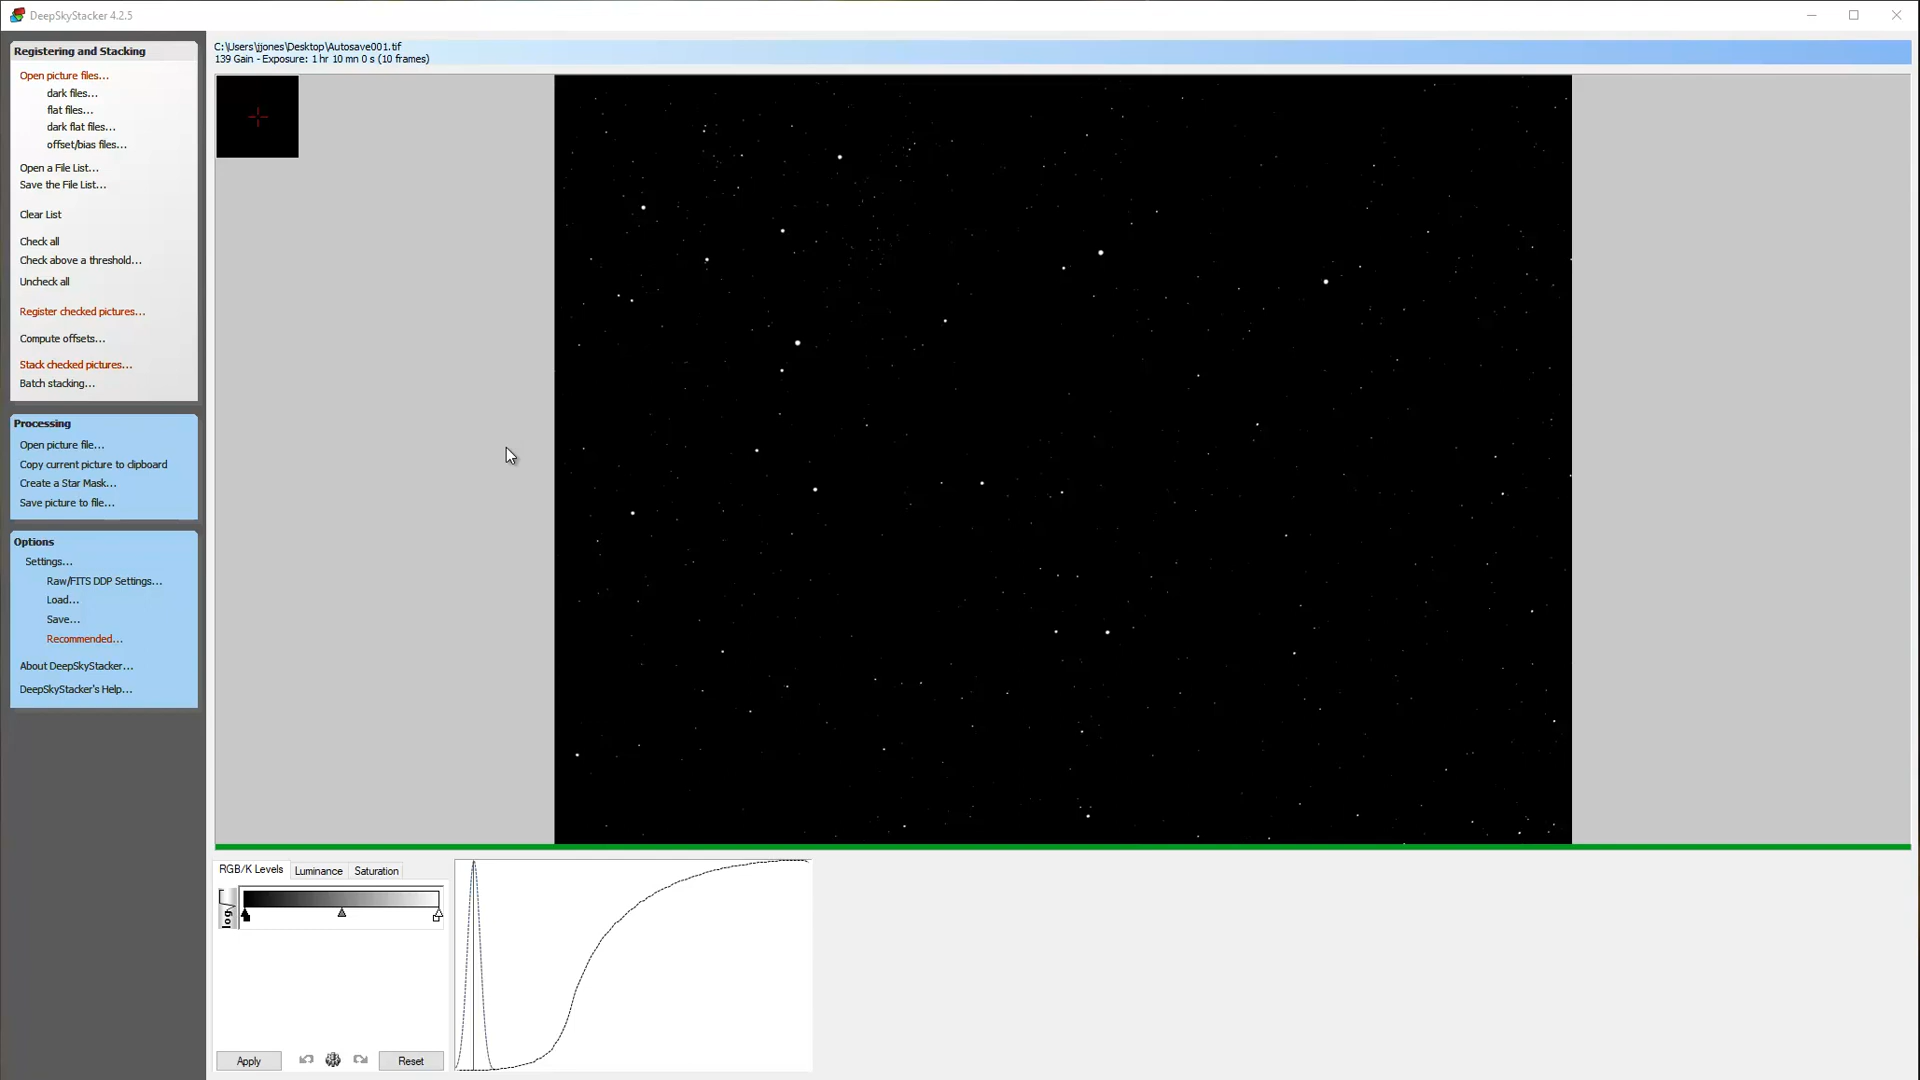 DeepSkyStacker 4.2.5
Registering and Stacking
Open picture files...
dark files...
flat files...
dark flat files...
offset/bias files...
Open a File List...
Save the File List...
Clear List
Check all
Check above a threshold...
Uncheck all
Register checked pictures...
Compute offsets...
Stack checked pictures...
Batch stacking...
Processing
Open picture file...
Copy current picture to clipboard
Create a Star Mask...
Save picture to file...
Options
Settings...
Raw/FITS DDP Settings...
Load...
Save...
Recommended...
About DeepSkyStacker...
DeepSkyStacker's Help...
C:\Users\jjones\Desktop\Autosave001.tif
139 Gain - Exposure: 1 hr 10 mn 0 s (10 frames)
RGB/K Levels
Luminance
Saturation
log
Apply
Reset